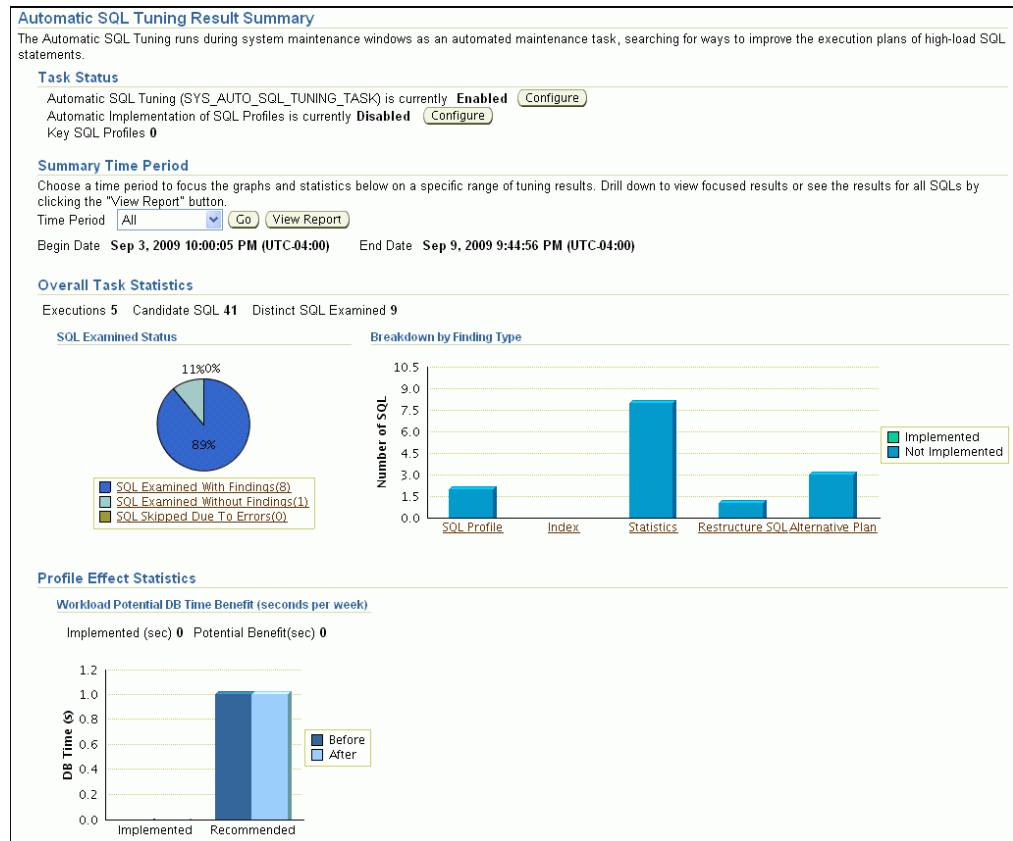 Automatic SQL Tuning Result Summary
The Automatic SQL Tuning runs during system maintenance windows as an automated maintenance task, searching for ways to improve the execution plans of high-load SQL
statements.
Task Status
Automatic SQL Tuning (SYS_AUTO_SQL_TUNING_TASK) is currently Enabled Configure
Automatic Implementation of SQL Profiles is currently Disabled Configure
Key SQL Profiles 0
Summary Time Period
Choose a time period to focus the graphs and statistics below on a specific range of tuning results. Drill down to view focused results or see the results for all SQLs by
clicking the "View Report" button.
Time Period All Go View Report
Begin Date Sep 3, 2009 10:00:05 PM (UTC-04:00) End Date Sep 9, 2009 9:44:56 PM (UTC-04:00)
Overall Task Statistics
Executions 5 Candidate SQL 41 Distinct SQL Examined 9
SQL Examined Status
11%0%
89%
SQL Examined With Findings(8)
SQL Examined Without Findings(1)
SQL Skipped Due To Errors(0)
Breakdown by Finding Type
Number of SQL
10.5
9.0
7.5
6.0
4.5
3.0
1.5
0.0
SQL Profile Index Statistics Restructure SQL Alternative Plan
Implemented
Not Implemented
Profile Effect Statistics
Workload Potential DB Time Benefit (seconds per week)
Implemented (sec) 0 Potential Benefit(sec) 0
DB Time (s)
1.2
1.0
0.8
0.6
0.4
0.2
0.0
Implemented Recommended
Before
After